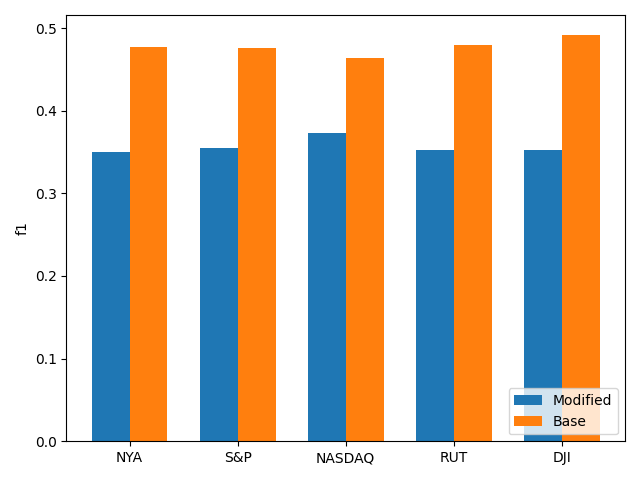 0.5
0.4
0.3
0.2
0.1
0.0
f1
NYA
S&P
NASDAQ
RUT
DJI
Modified
Base